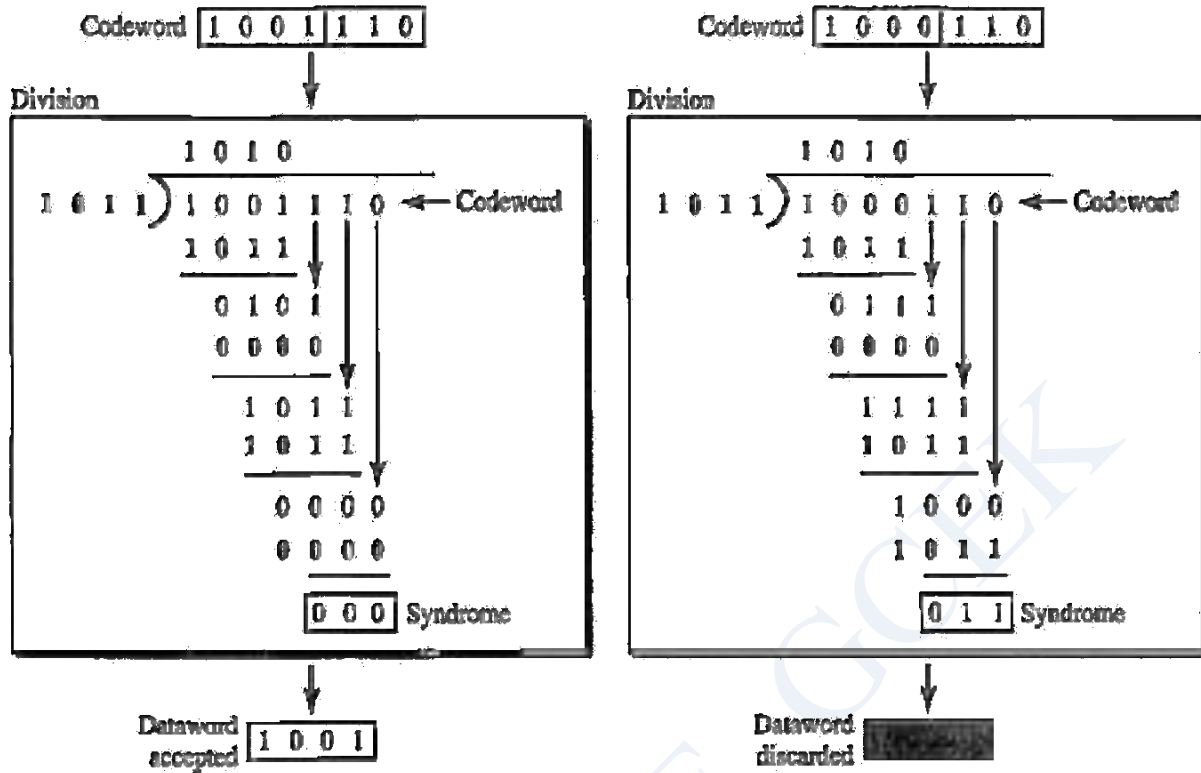 Codeword 1 0 0 1 1 1 0
Division
1 0 1 0
1 0 1 1 ) 1 0 0 1 1 1 0 Codeword
1 0 1 1
0 1 0 1
0 0 0 0
1 0 1 1
1 0 1 1
0 0 0 0
0 0 0 0
0 0 0 Syndrome
Dataword
accepted
1 0 0 1
Codeword 1 0 0 0 1 1 0
Division
1 0 1 0
1 0 1 1 ) 1 0 0 0 1 1 0 Codeword
1 0 1 1
0 1 1 1
0 0 0 0
1 1 1 1
1 0 1 1
1 0 0 0
1 0 1 1
0 1 1 Syndrome
Dataword
discarded
GCEK